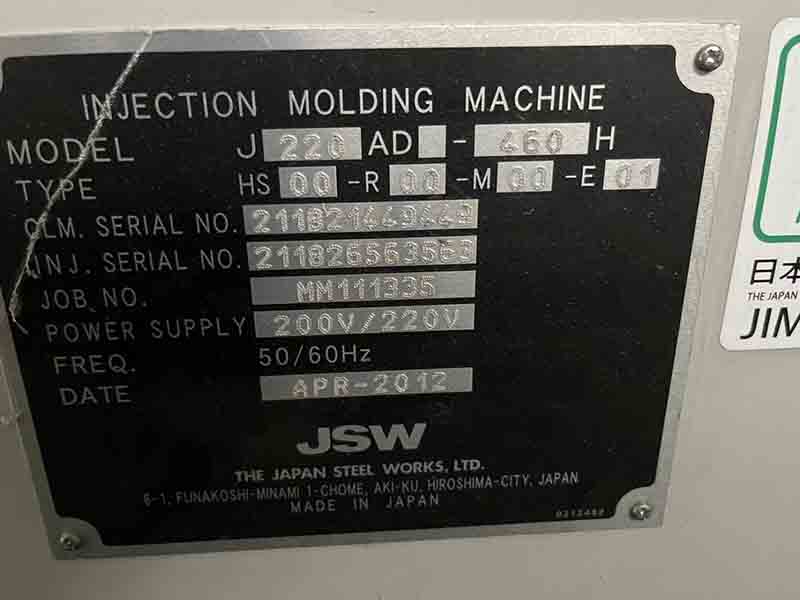 INJECTION MOLDING MACHINE
MODEL J 220 AD - 460 H
TYPE HS 00 -R 00 -M 00 -E 01
CLM. SERIAL NO. 211821449449
INJ. SERIAL NO. 211826563563
JOB NO. MM111335
POWER SUPPLY 200V/220V
FREQ. 50/60Hz
DATE APR-2012
JSW
THE JAPAN STEEL WORKS, LTD.
6-1, FUNAKOSHI-MINAMI 1-CHOME, AKI-KU, HIROSHIMA-CITY, JAPAN
MADE IN JAPAN
日本
THE JAPAN
JIM